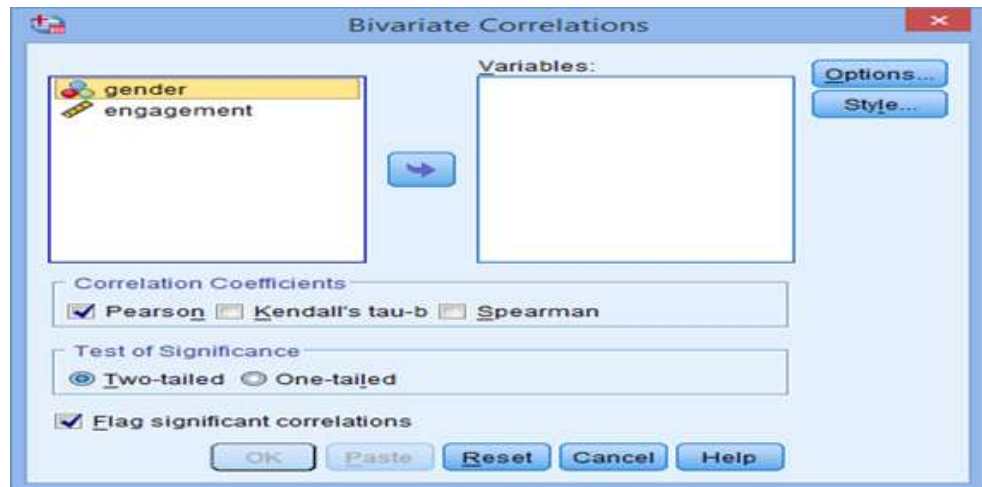 Bivariate Correlations
Variables:
gender
engagement
Options...
Style...
Correlation Coefficients
Pearson Kendall's tau-b Spearman
Test of Significance
Two-tailed One-tailed
Flag significant correlations
OK Paste Reset Cancel Help